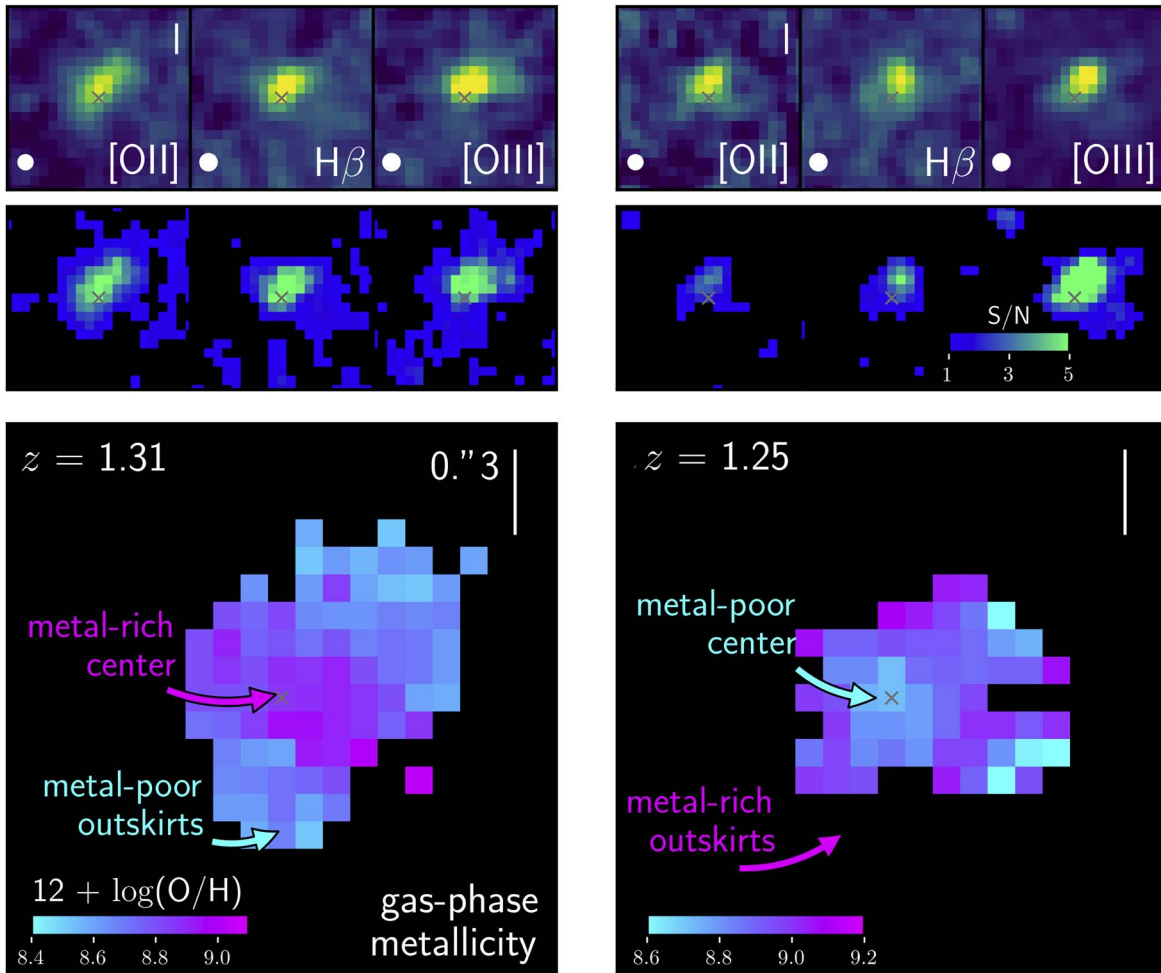 [OII]
Hβ
[OIII]
[OII]
Hβ
[OIII]
S/N
1 3 5
z = 1.31
0."3
metal-rich
center
metal-poor
outskirts
12 + log(O/H)
8.4 8.6 8.8 9.0
gas-phase
metallicity
z = 1.25
metal-poor
center
metal-rich
outskirts
8.6 8.8 9.0 9.2